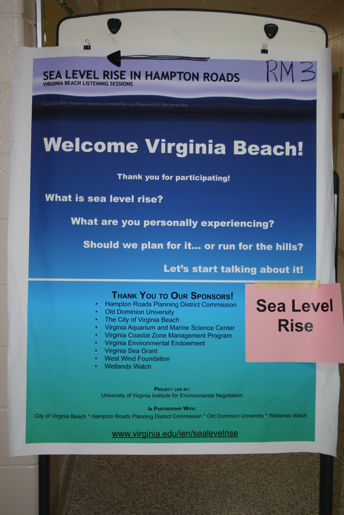 RM 3
SEA LEVEL RISE IN HAMPTON ROADS
VIRGINIA BEACH LISTENING SESSIONS
Welcome Virginia Beach!
Thank you for participating!
What is sea level rise?
What are you personally experiencing?
Should we plan for it... or run for the hills?
Let's start talking about it!
THANK YOU TO OUR SPONSORS!
• Hampton Roads Planning District Commission
• Old Dominion University
• The City of Virginia Beach
• Virginia Aquarium and Marine Science Center
• Virginia Coastal Zone Management Program
• Virginia Environmental Endowment
• Virginia Sea Grant
• West Wind Foundation
• Wetlands Watch
Sea Level
Rise
PROJECT LED BY:
University of Virginia Institute for Environmental Negotiation
IN PARTNERSHIP WITH:
City of Virginia Beach * Hampton Roads Planning District Commission * Old Dominion University * Wetlands Watch
www.virginia.edu/ien/sealevelrise